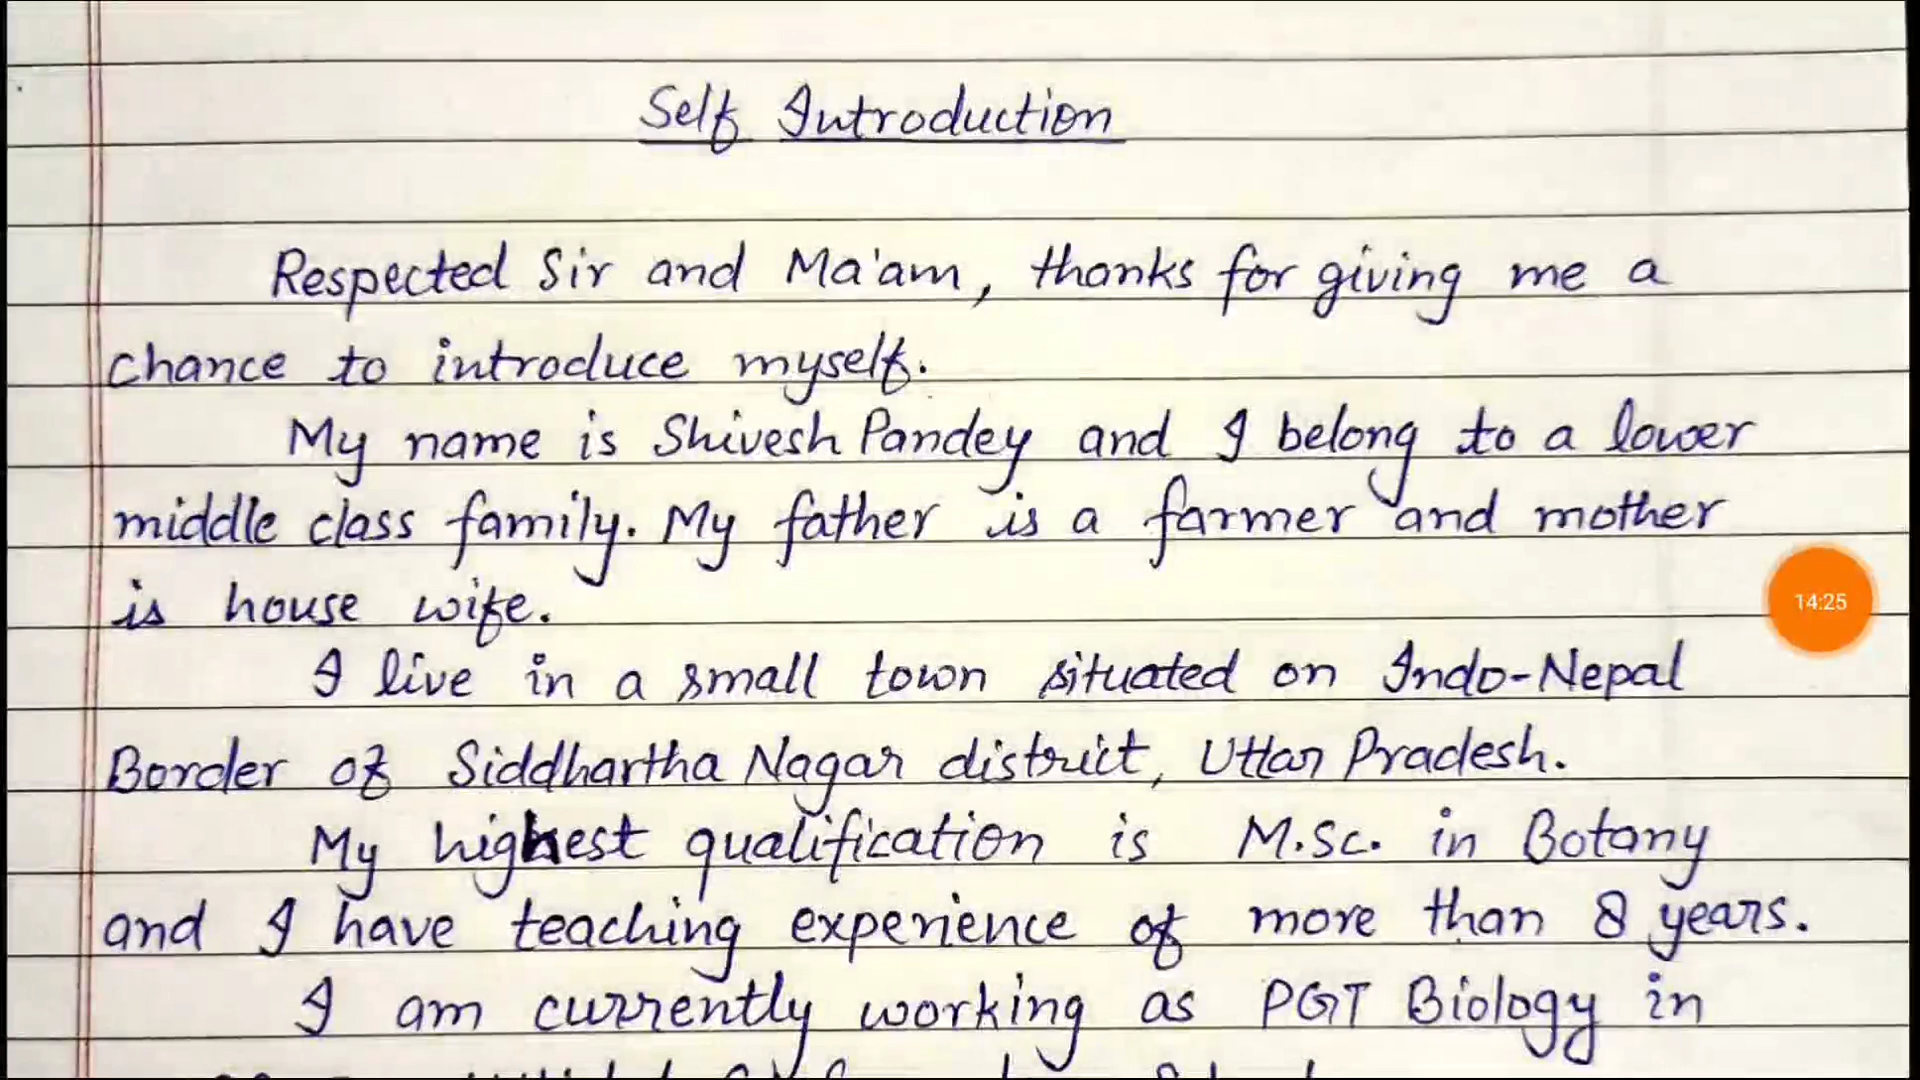 Self Introduction
Respected Sir and Ma'am, thanks for giving me a
chance to introduce myself.
My name is Shivesh Pandey and I belong to a lower
middle class family. My father is a farmer and mother
is house wife.
14:25
I live in a small town situated on Indo-Nepal
Border of Siddhartha Nagar district, Uttar Pradesh.
My highest qualification is M.Sc. in Botany
and I have teaching experience of more than 8 years.
I am currently working as PGT Biology in